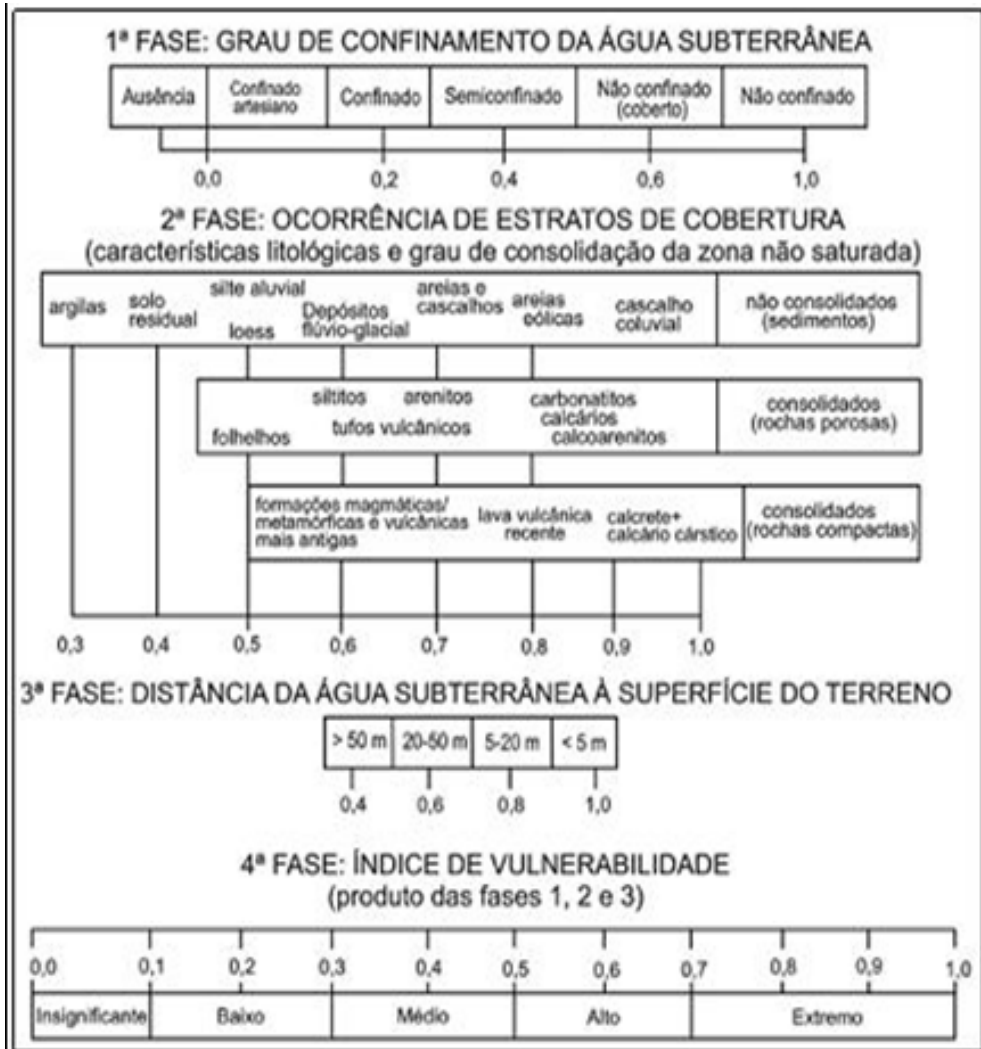 1ª FASE: GRAU DE CONFINAMENTO DA ÁGUA SUBTERRÂNEA
Ausência
Confinado
artesiano
Confinado
Semiconfinado
Não confinado
(coberto)
Não confinado
0,0
0,2
0,4
0,6
1,0
2ª FASE: OCORRÊNCIA DE ESTRATOS DE COBERTURA
(características litológicas e grau de consolidação da zona não saturada)
argilas
solo
residual
silte aluvial
loess
Depósitos
flúvio-glacial
areias e
cascalhos
areias
eólicas
cascalho
coluvial
não consolidados
(sedimentos)
folhelhos
siltitos
arenitos
tufos vulcânicos
carbonatitos
calcários
calcoarenitos
consolidados
(rochas porosas)
formações magmáticas/
metamórficas e vulcânicas
mais antigas
lava vulcânica
recente
calcrete+
calcário cárstico
consolidados
(rochas compactas)
0,3
0,4
0,5
0,6
0,7
0,8
0,9
1,0
3ª FASE: DISTÂNCIA DA ÁGUA SUBTERRÂNEA À SUPERFÍCIE DO TERRENO
> 50 m
20-50 m
5-20 m
< 5 m
0,4
0,6
0,8
1,0
4ª FASE: ÍNDICE DE VULNERABILIDADE
(produto das fases 1, 2 e 3)
0,0
0,1
0,2
0,3
0,4
0,5
0,6
0,7
0,8
0,9
1,0
Insignificante
Baixo
Médio
Alto
Extremo